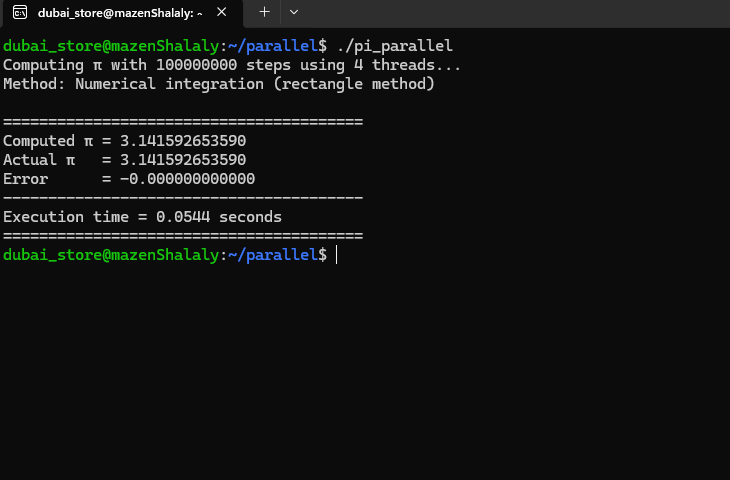 dubai_store@mazenShalaly: ~
dubai_store@mazenShalaly:~/parallel$ ./pi_parallel
Computing π with 100000000 steps using 4 threads...
Method: Numerical integration (rectangle method)
========================================
Computed π = 3.141592653590
Actual π   = 3.141592653590
Error      = -0.000000000000
----------------------------------------
Execution time = 0.0544 seconds
========================================
dubai_store@mazenShalaly:~/parallel$